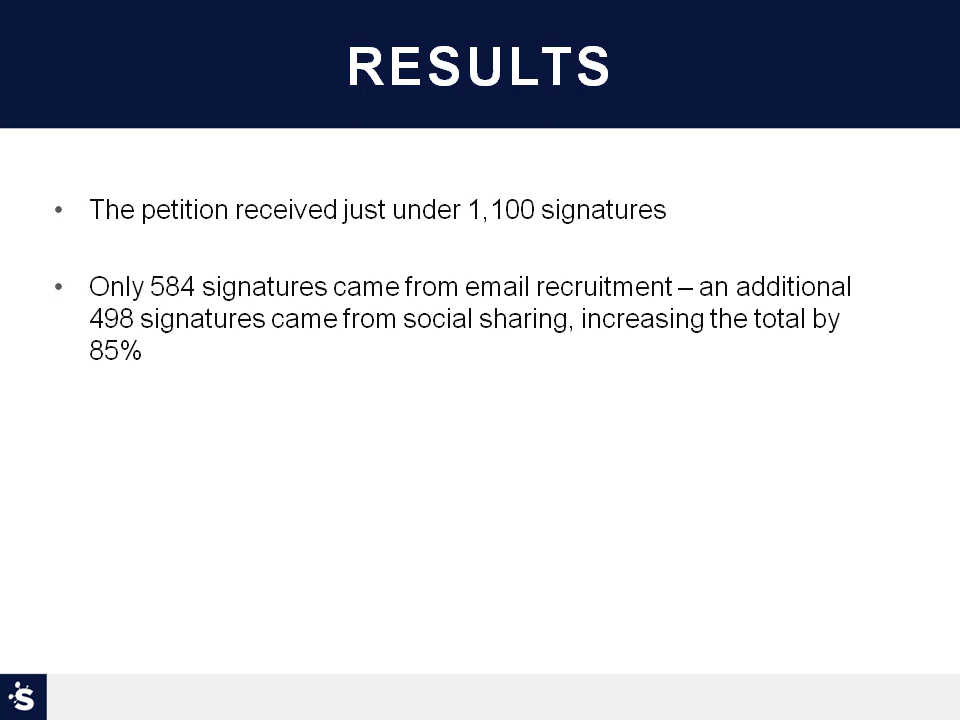 RESULTS
• The petition received just under 1,100 signatures
• Only 584 signatures came from email recruitment – an additional
498 signatures came from social sharing, increasing the total by
85%
S